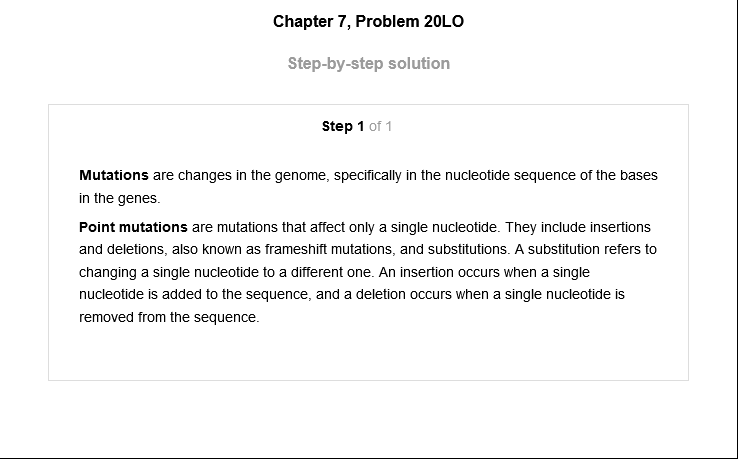 Chapter 7, Problem 20LO
Step-by-step solution
Step 1 of 1
Mutations are changes in the genome, specifically in the nucleotide sequence of the bases
in the genes.
Point mutations are mutations that affect only a single nucleotide. They include insertions
and deletions, also known as frameshift mutations, and substitutions. A substitution refers to
changing a single nucleotide to a different one. An insertion occurs when a single
nucleotide is added to the sequence, and a deletion occurs when a single nucleotide is
removed from the sequence.